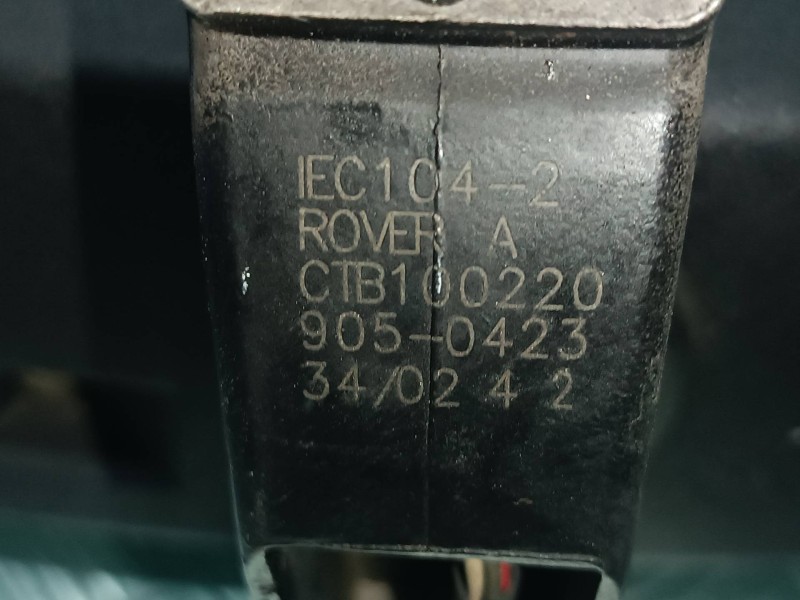 IEC104-2
ROVER A
CTB100220
905-0423
34/02 4 2